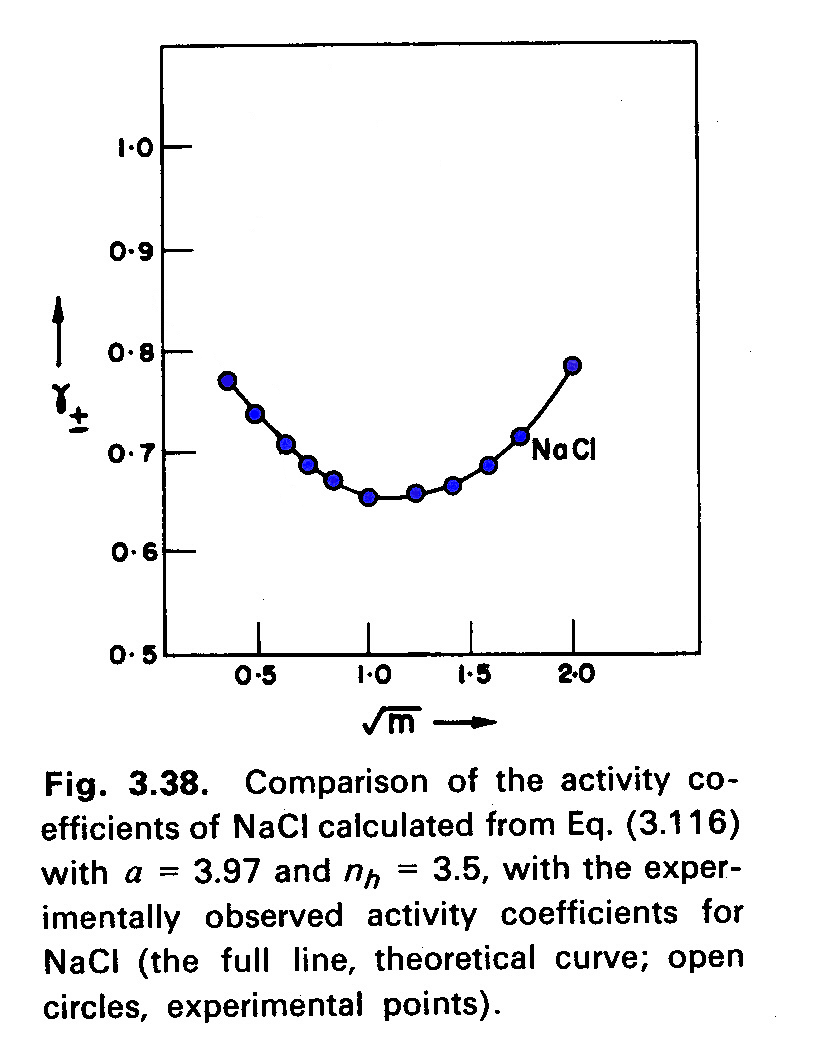 1·0
0·9
0·8
γ±
0·7
NaCl
0·6
0·5
0·5 1·0 1·5 2·0
√m
Fig. 3.38. Comparison of the activity co-
efficients of NaCl calculated from Eq. (3.116)
with a = 3.97 and nh = 3.5, with the exper-
imentally observed activity coefficients for
NaCl (the full line, theoretical curve; open
circles, experimental points).